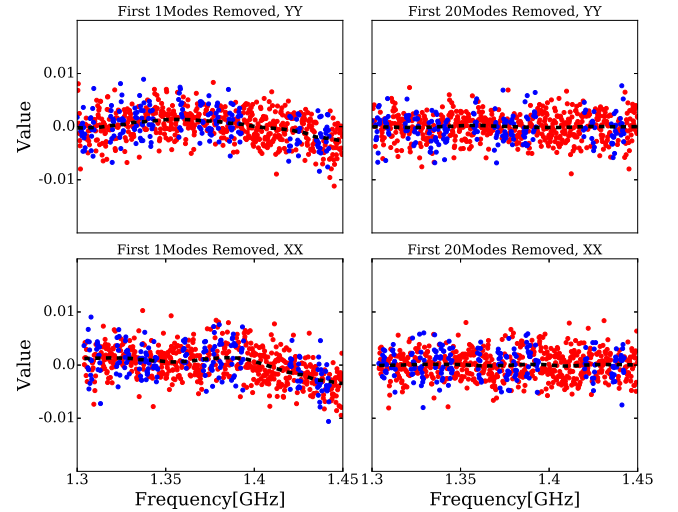 First 1Modes Removed, YY
First 20Modes Removed, YY
0.01
0.0
-0.01
Value
First 1Modes Removed, XX
First 20Modes Removed, XX
0.01
0.0
-0.01
Value
1.3 1.35 1.4 1.45 1.35 1.4 1.45
Frequency[GHz]
Frequency[GHz]